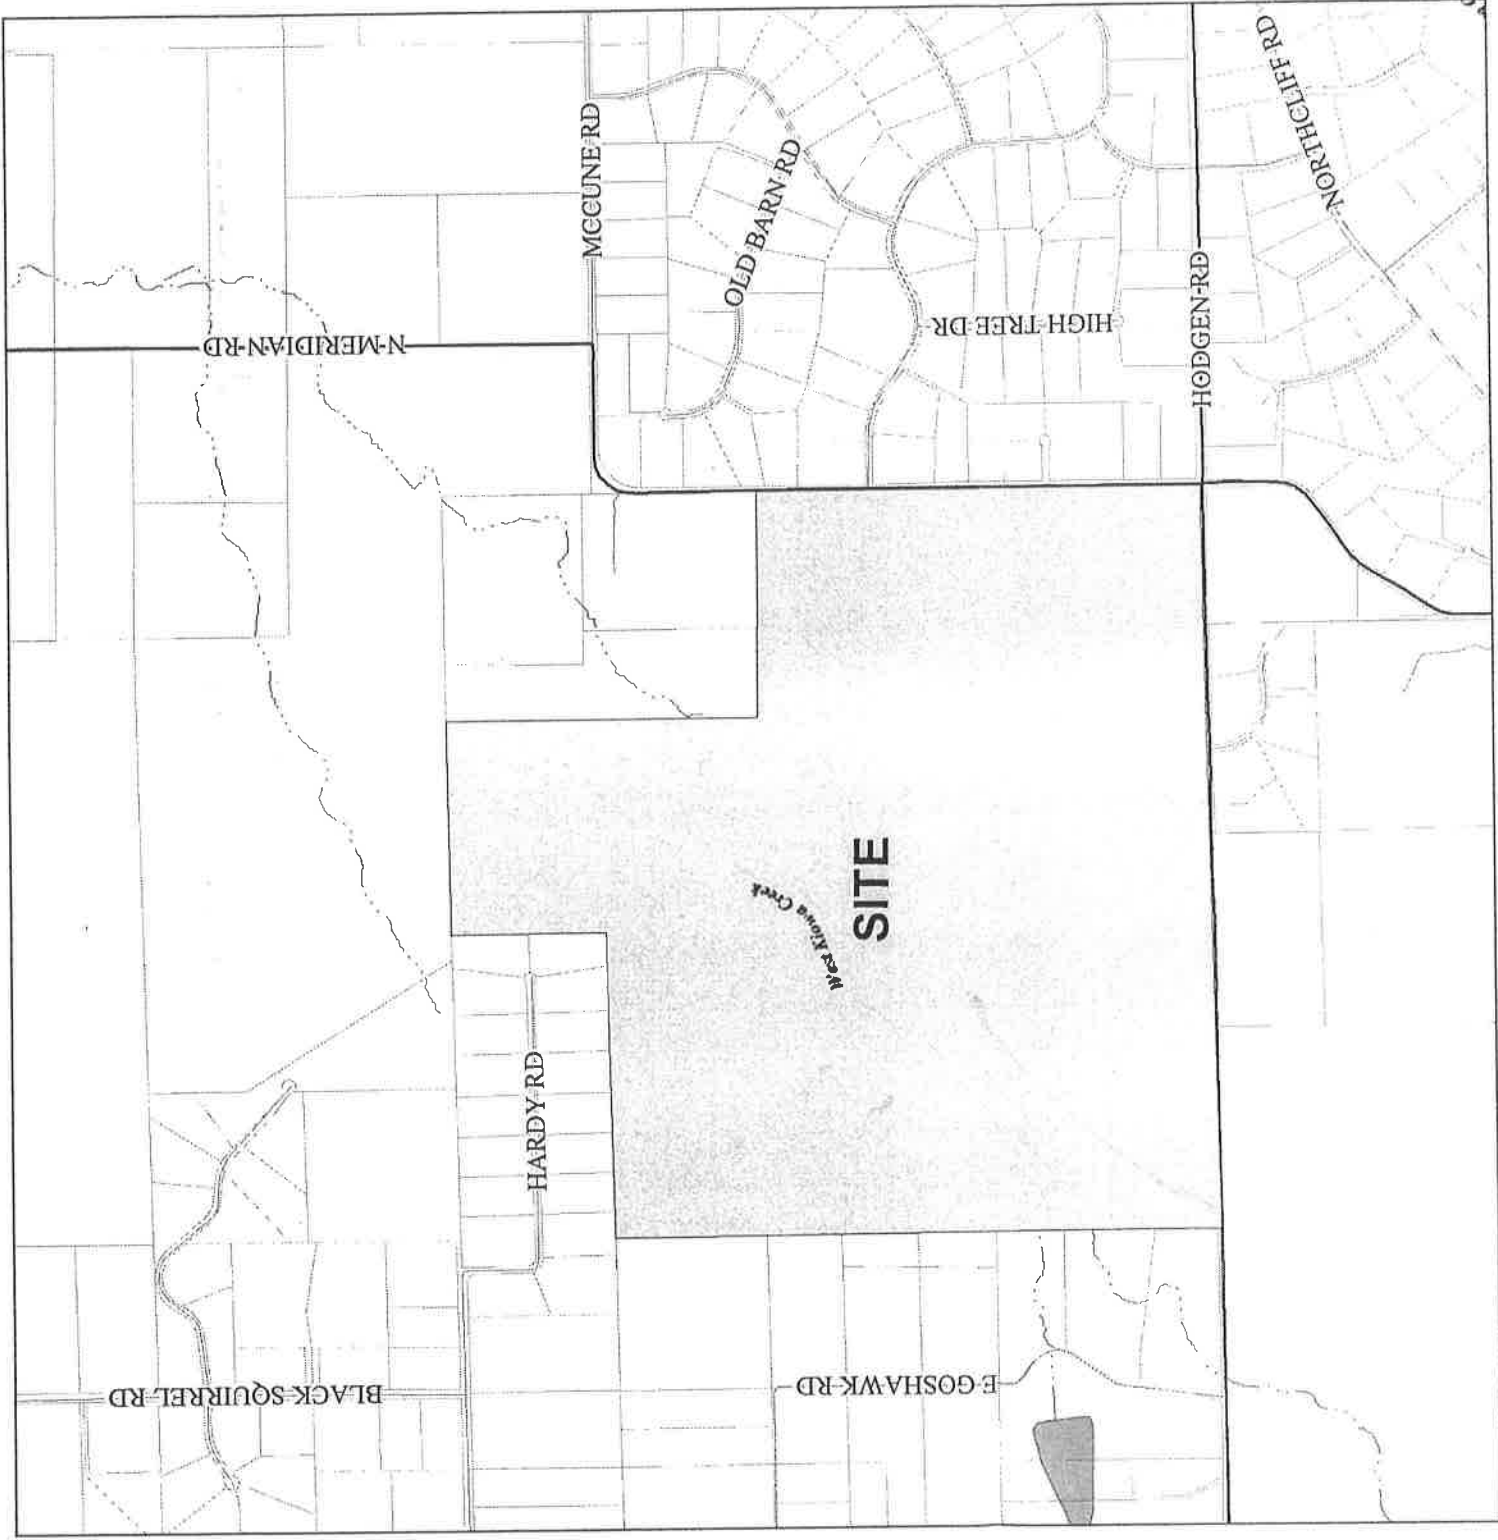 N MERIDIAN RD
MCCUNE RD
OLD BARN RD
HIGH TREE DR
HODGEN RD
NORTHCLIFF RD
West Kiowa Creek
SITE
HARDY RD
BLACK SQUIRREL RD
E GOSHAWK RD